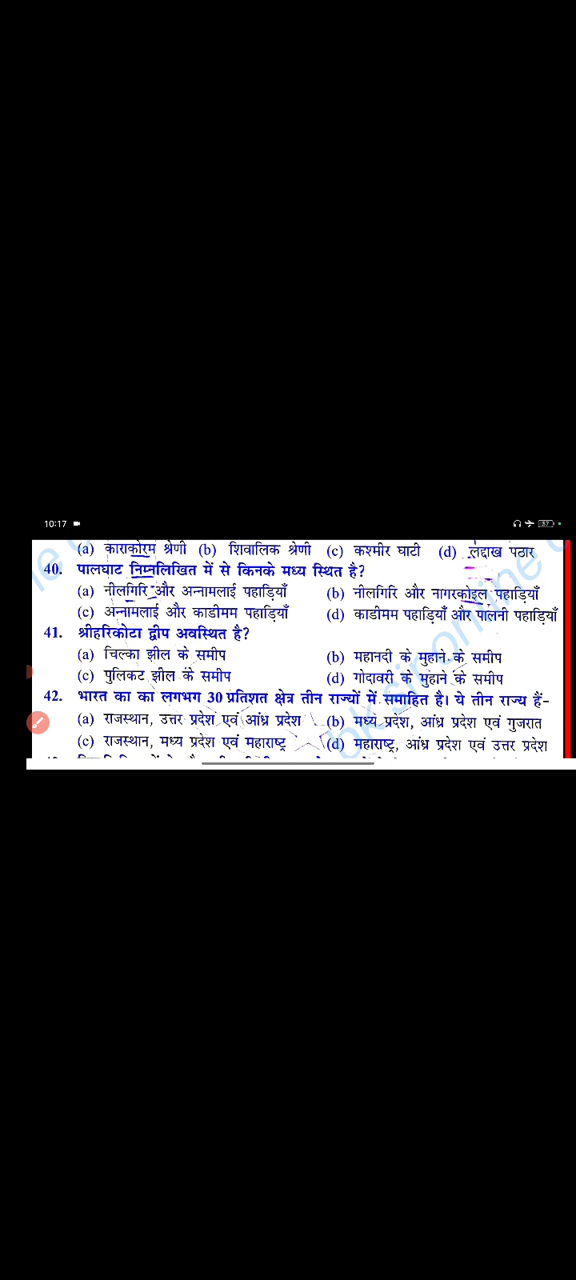 10:17
57
(a) काराकोरम श्रेणी (b) शिवालिक श्रेणी (c) कश्मीर घाटी (d) लद्दाख पठार
40. पालघाट निम्नलिखित में से किनके मध्य स्थित है?
(a) नीलगिरि और अन्नामलाई पहाड़ियाँ (b) नीलगिरि और नागरकोइल पहाड़ियाँ
(c) अन्नामलाई और काडीमम पहाड़ियाँ (d) काडीमम पहाड़ियाँ और पालनी पहाड़ियाँ
41. श्रीहरिकोटा द्वीप अवस्थित है?
(a) चिल्का झील के समीप (b) महानदी के मुहाने के समीप
(c) पुलिकट झील के समीप (d) गोदावरी के मुहाने के समीप
42. भारत का का लगभग 30 प्रतिशत क्षेत्र तीन राज्यों में समाहित है। ये तीन राज्य हैं-
(a) राजस्थान, उत्तर प्रदेश एवं आंध्र प्रदेश (b) मध्य प्रदेश, आंध्र प्रदेश एवं गुजरात
(c) राजस्थान, मध्य प्रदेश एवं महाराष्ट्र (d) महाराष्ट्र, आंध्र प्रदेश एवं उत्तर प्रदेश